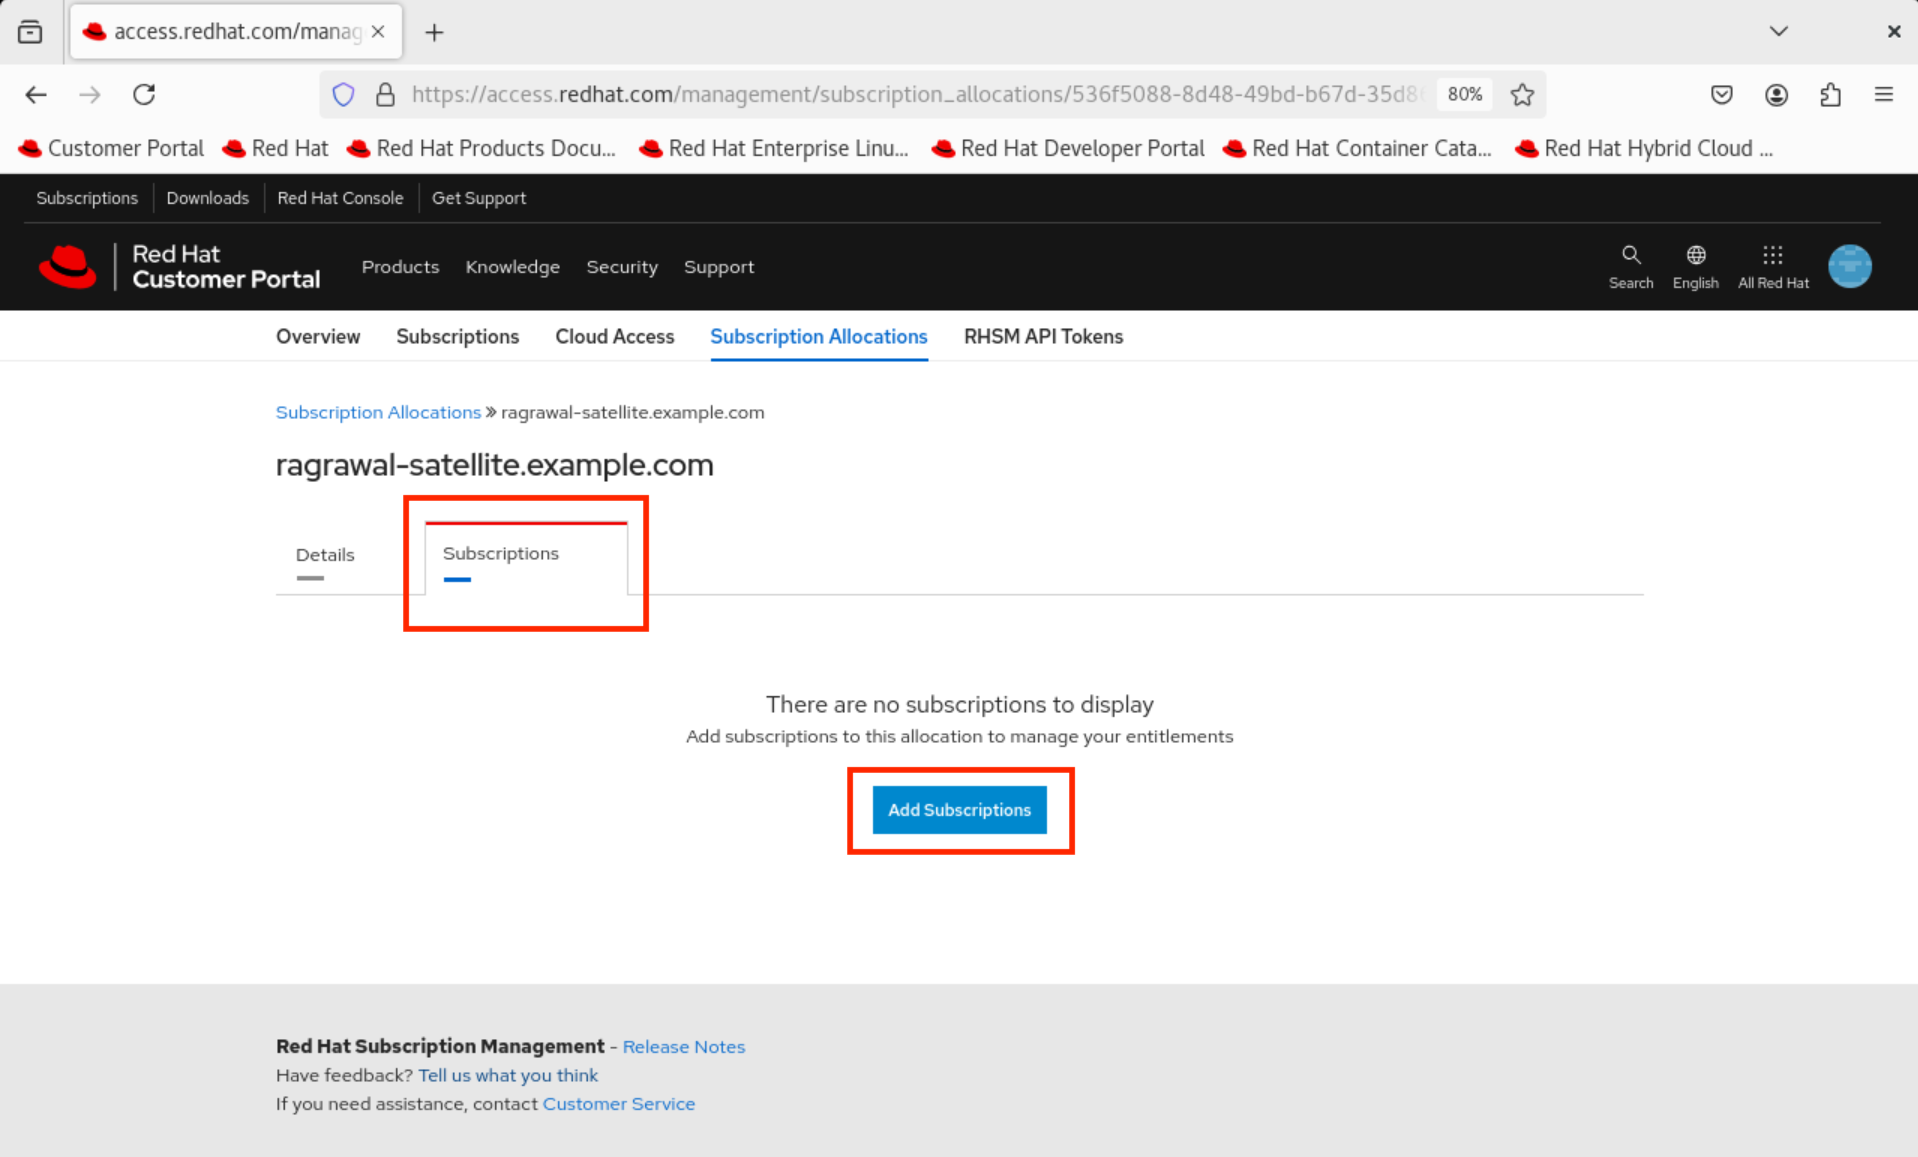 access.redhat.com/manag
https://access.redhat.com/management/subscription_allocations/536f5088-8d48-49bd-b67d-35d8 80%
Customer Portal Red Hat Red Hat Products Docu... Red Hat Enterprise Linu... Red Hat Developer Portal Red Hat Container Cata... Red Hat Hybrid Cloud ...
Subscriptions Downloads Red Hat Console Get Support
Red Hat
Customer Portal
Products Knowledge Security Support
Search English All Red Hat
Overview Subscriptions Cloud Access Subscription Allocations RHSM API Tokens
Subscription Allocations » ragrawal-satellite.example.com
ragrawal-satellite.example.com
Details Subscriptions
There are no subscriptions to display
Add subscriptions to this allocation to manage your entitlements
Add Subscriptions
Red Hat Subscription Management - Release Notes
Have feedback? Tell us what you think
If you need assistance, contact Customer Service